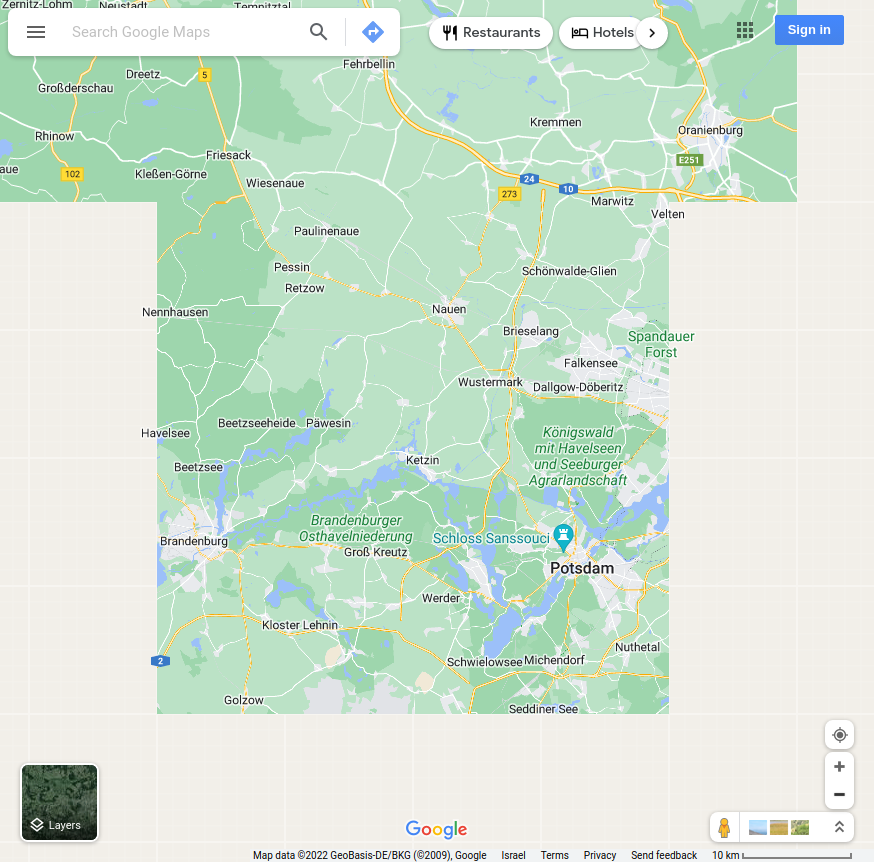 Zernitz-Lohm
Neustadt
Temnitztal
Search Google Maps
Restaurants
Hotels
Sign in
Fehrbellin
Dreetz
5
Großderschau
Kremmen
Oranienburg
Rhinow
Friesack
E251
aue
102
Kleßen-Görne
Wiesenaue
24
10
273
Marwitz
Velten
Paulinenaue
Pessin
Schönwalde-Glien
Retzow
Nennhausen
Nauen
Brieselang
Spandauer
Forst
Falkensee
Wustermark
Dallgow-Döberitz
Beetzseeheide
Päwesin
Havelsee
Königswald
mit Havelseen
und Seeburger
Agrarlandschaft
Ketzin
Beetzsee
Brandenburger
Osthavelniederung
Schloss Sanssouci
Brandenburg
Groß Kreutz
Potsdam
Werder
Kloster Lehnin
Nuthetal
2
Schwielowsee
Michendorf
Golzow
Seddiner See
Layers
Google
Map data ©2022 GeoBasis-DE/BKG (©2009), Google
Israel
Terms
Privacy
Send feedback
10 km